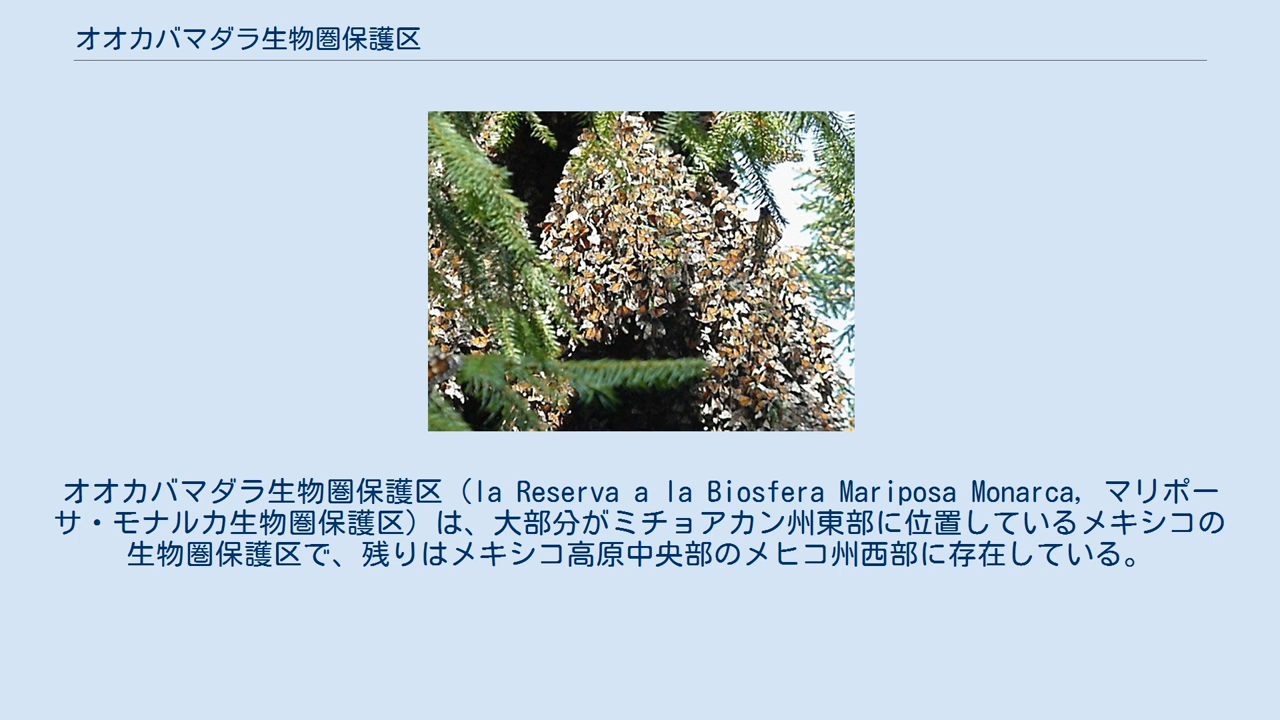 オオカバマダラ生物圏保護区
オオカバマダラ生物圏保護区（la Reserva a la Biosfera Mariposa Monarca, マリポー
サ・モナルカ生物圏保護区）は、大部分がミチョアカン州東部に位置しているメキシコの
生物圏保護区で、残りはメキシコ高原中央部のメヒコ州西部に存在している。